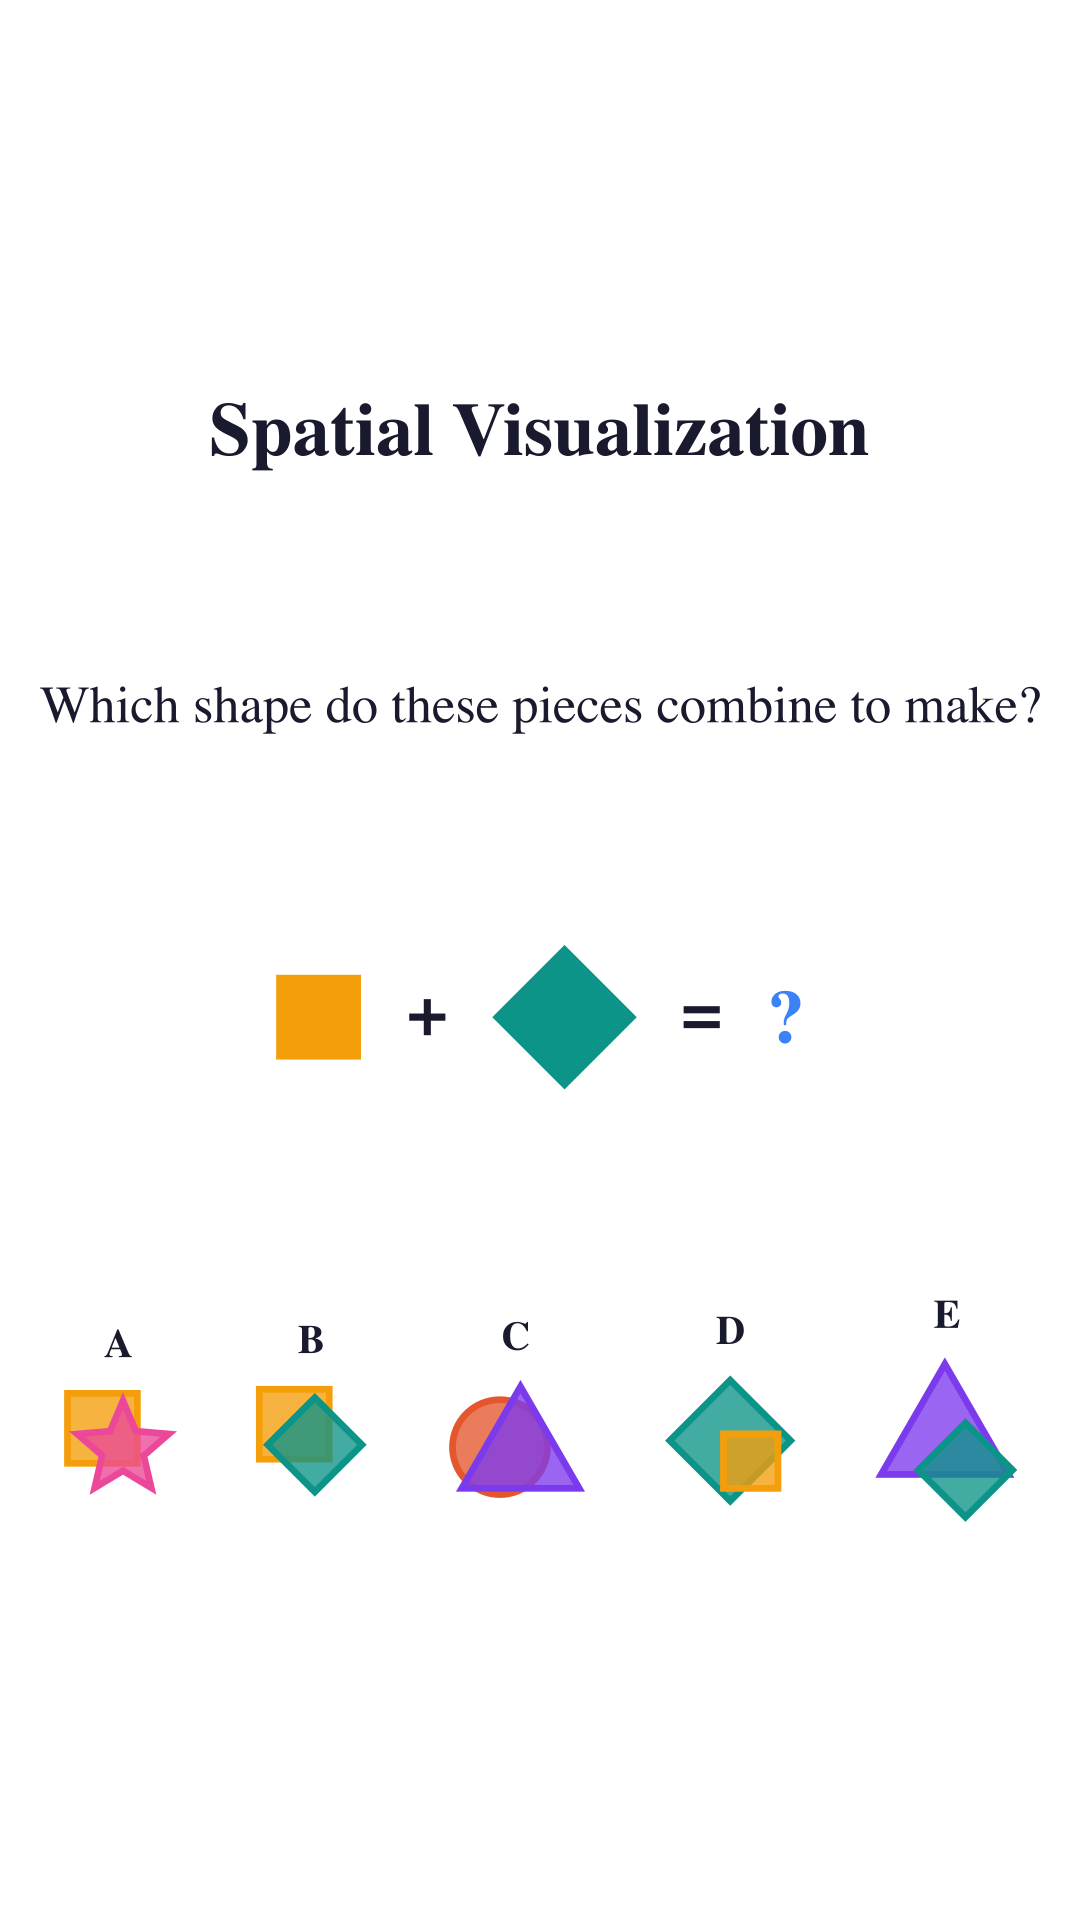 Spatial Visualization
Which shape do these pieces combine to make?
+ = ?
A B C D E